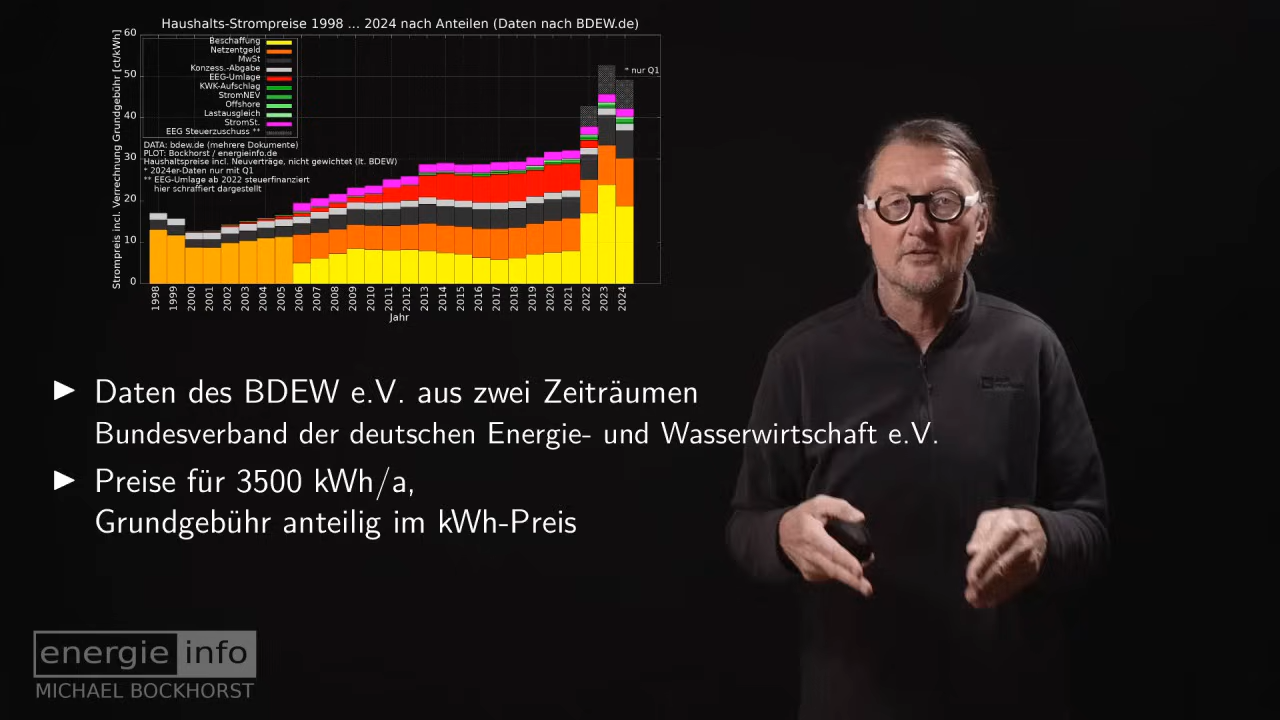 Haushalts-Strompreise 1998 ... 2024 nach Anteilen (Daten nach BDEW.de)
Strompreis incl. Verechnung Grundgebühr [ct/kWh]
60
50
40
30
20
10
0
Beschaffung
Netzentgeld
MwSt
Konzess.-Abgabe
EEG-Umlage
KWK-Aufschlag
StromNEV
Offshore
Lastausgleich
StromSt.
EEG Steuerzuschuss **
* nur Q1
DATA: bdew.de (mehrere Dokumente)
PLOT: Bockhorst / energieinfo.de
Haushaltspreise incl. Neuverträge, nicht gewichtet (lt. BDEW)
* 2024er-Daten nur mit Q1
** EEG-Umlage ab 2022 steuerfinanziert
hier schraffiert dargestellt
1998 1999 2000 2001 2002 2003 2004 2005 2006 2007 2008 2009 2010 2011 2012 2013 2014 2015 2016 2017 2018 2019 2020 2021 2022 2023 2024
Jahr
► Daten des BDEW e.V. aus zwei Zeiträumen
Bundesverband der deutschen Energie- und Wasserwirtschaft e.V.
► Preise für 3500 kWh/a,
Grundgebühr anteilig im kWh-Preis
energie info
MICHAEL BOCKHORST